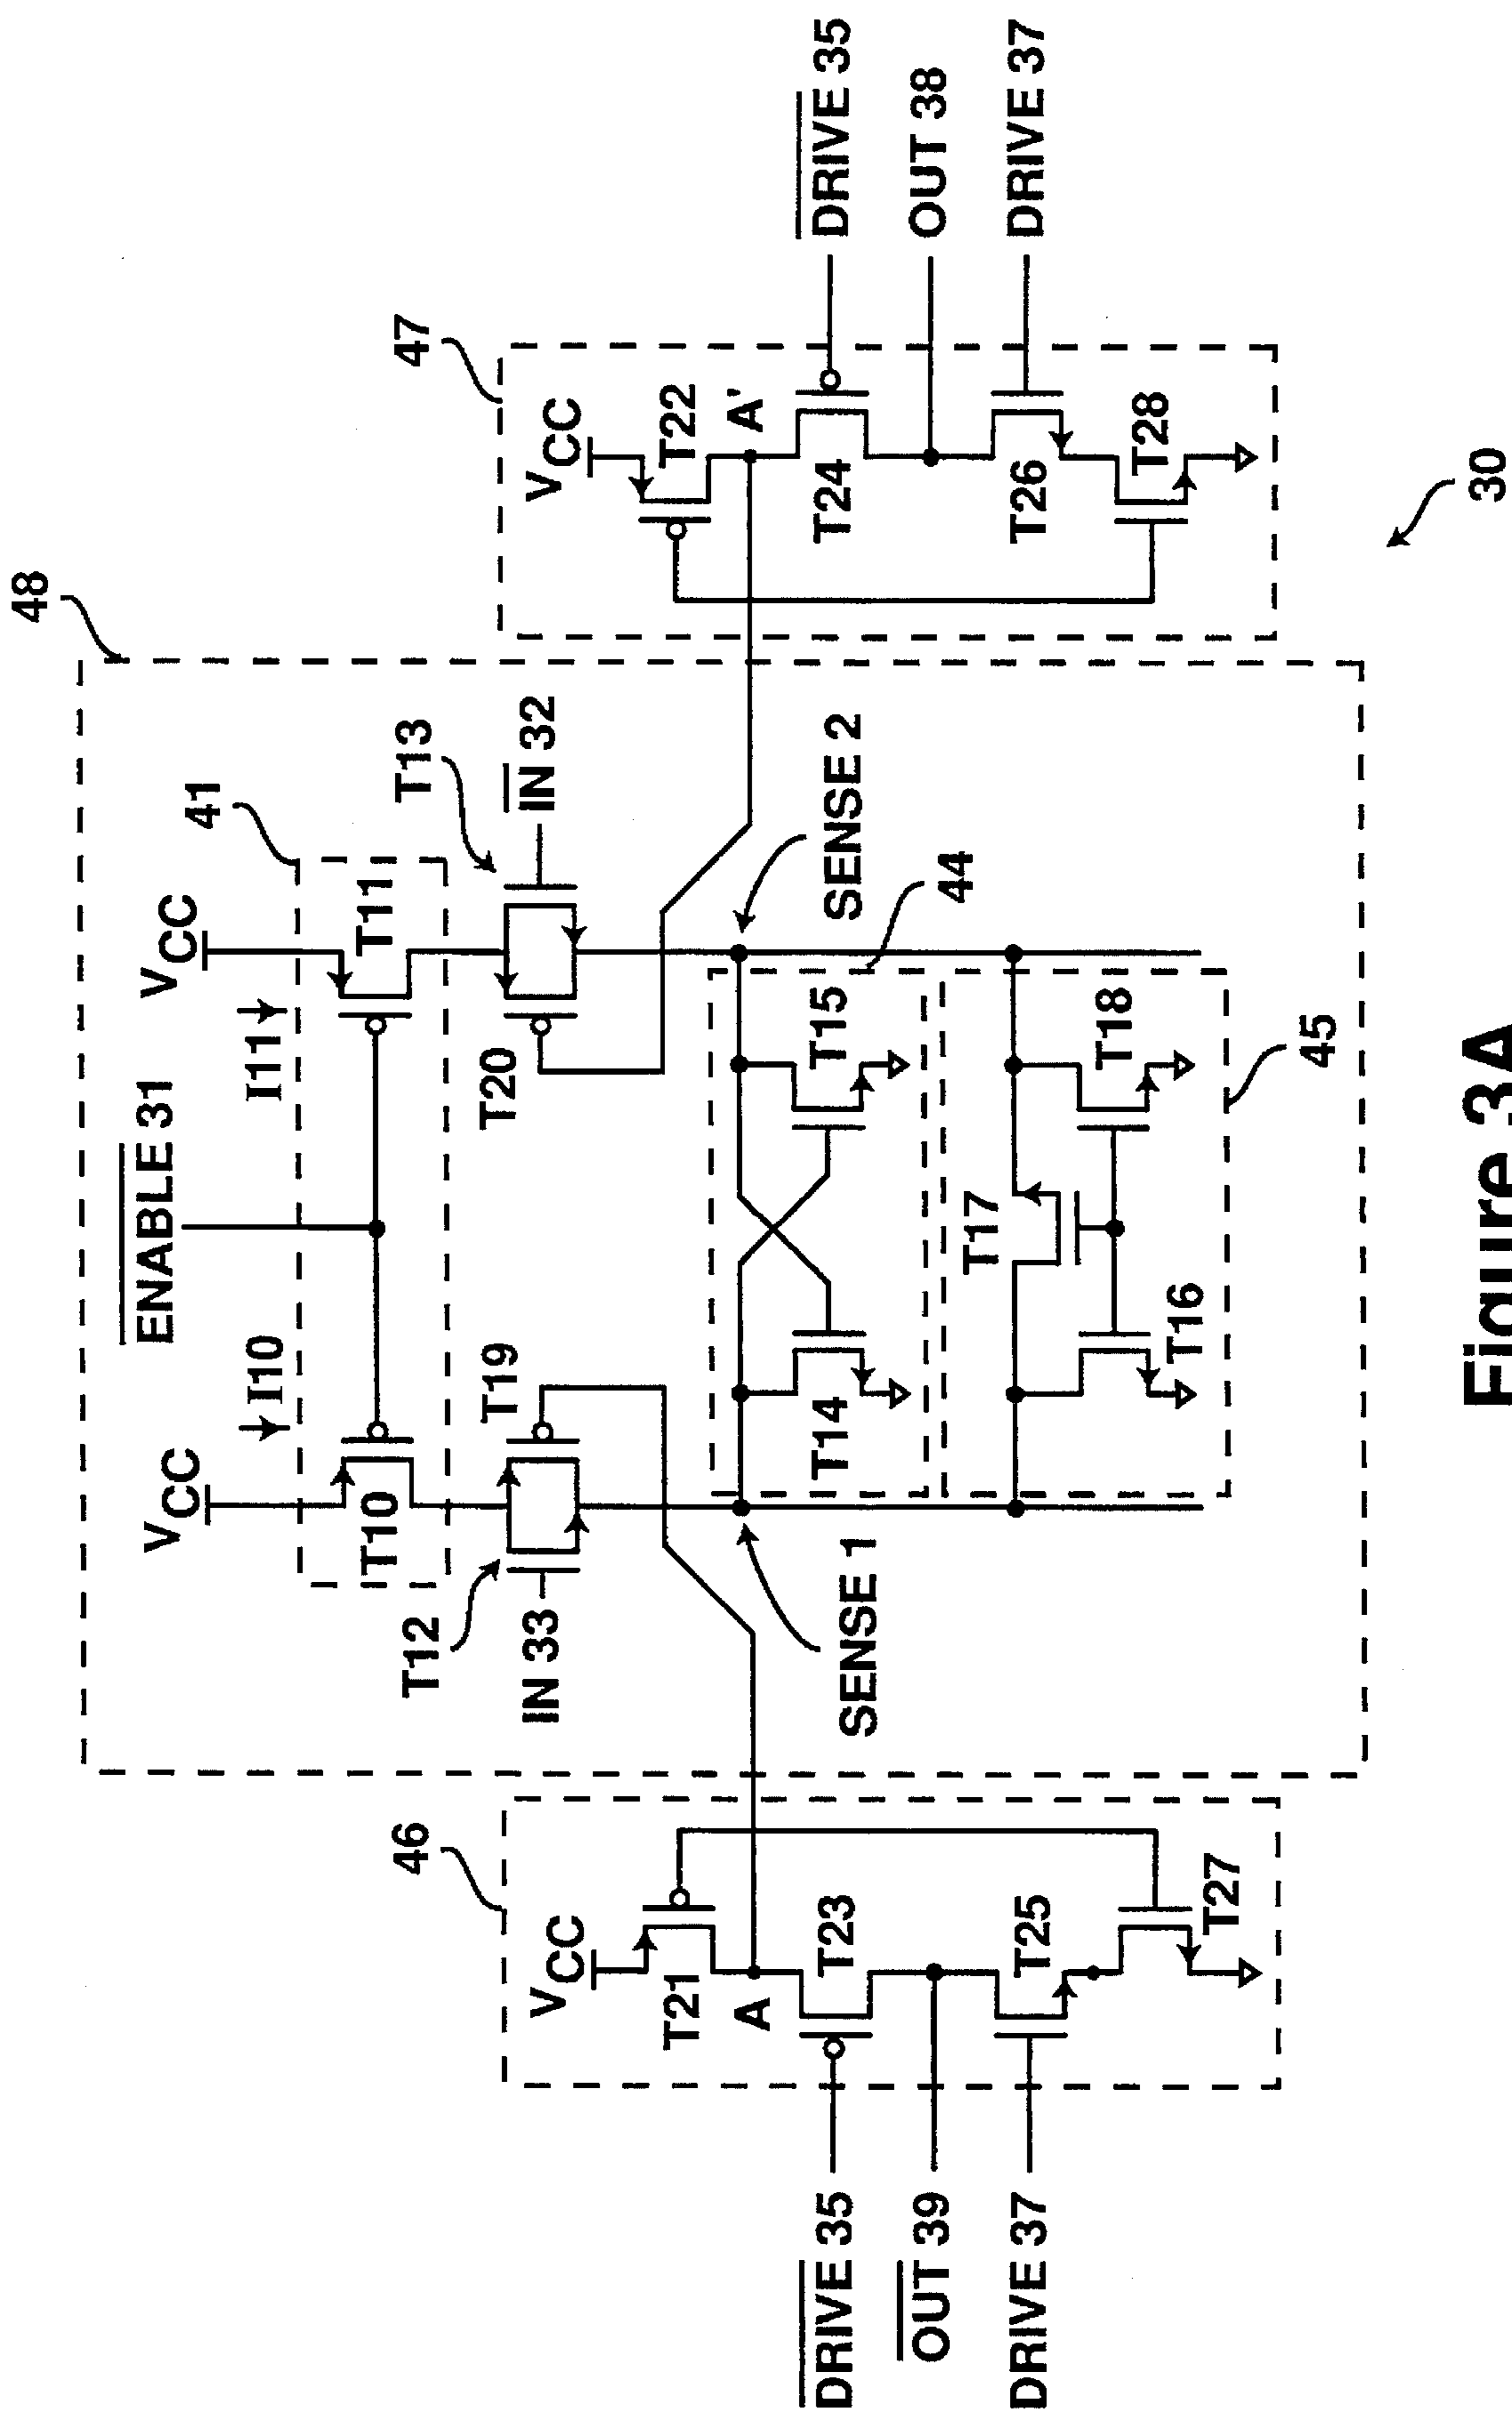 48
ENABLE 31
VCC
I10
I11
VCC
41
T10
T11
T12
T19
T20
T13
IN 33
IN 32
46
VCC
T21
A
DRIVE 35
T23
OUT 39
DRIVE 37
T25
T27
SENSE 1
SENSE 2
T14
T15
44
T17
T16
T18
45
47
VCC
T22
A'
T24
DRIVE 35
OUT 38
T26
DRIVE 37
T28
30
Figure 3A